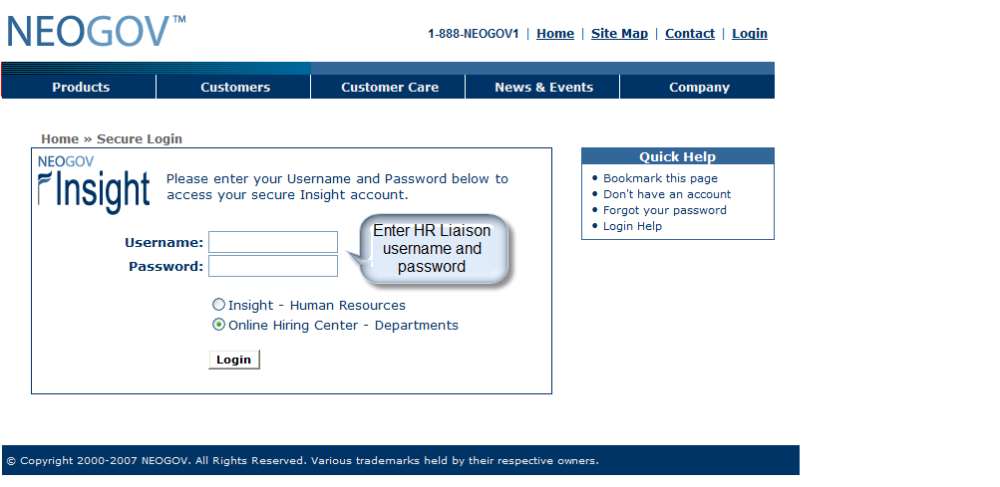 NEOGOV™
1-888-NEOGOV1 | Home | Site Map | Contact | Login
Products Customers Customer Care News & Events Company
Home » Secure Login
NEOGOV
Insight
Please enter your Username and Password below to
access your secure Insight account.
Username:
Password:
Enter HR Liaison
username and
password
Insight - Human Resources
Online Hiring Center - Departments
Login
Quick Help
• Bookmark this page
• Don't have an account
• Forgot your password
• Login Help
© Copyright 2000-2007 NEOGOV. All Rights Reserved. Various trademarks held by their respective owners.